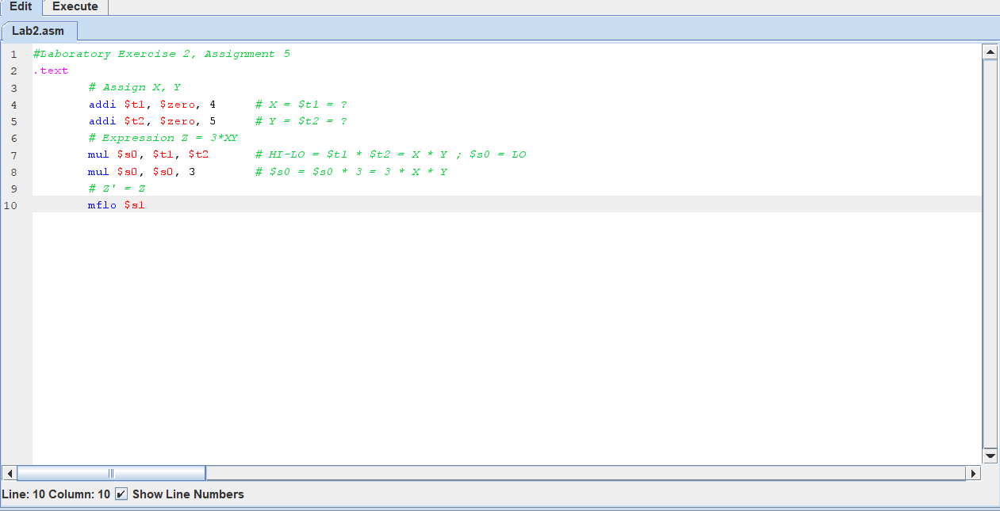 Edit Execute
Lab2.asm
1 #Laboratory Exercise 2, Assignment 5
2 .text
3 # Assign X, Y
4 addi $t1, $zero, 4 # X = $t1 = ?
5 addi $t2, $zero, 5 # Y = $t2 = ?
6 # Expression Z = 3*XY
7 mul $s0, $t1, $t2 # HI-LO = $t1 * $t2 = X * Y ; $s0 = LO
8 mul $s0, $s0, 3 # $s0 = $s0 * 3 = 3 * X * Y
9 # Z' = Z
10 mflo $s1
Line: 10 Column: 10 Show Line Numbers